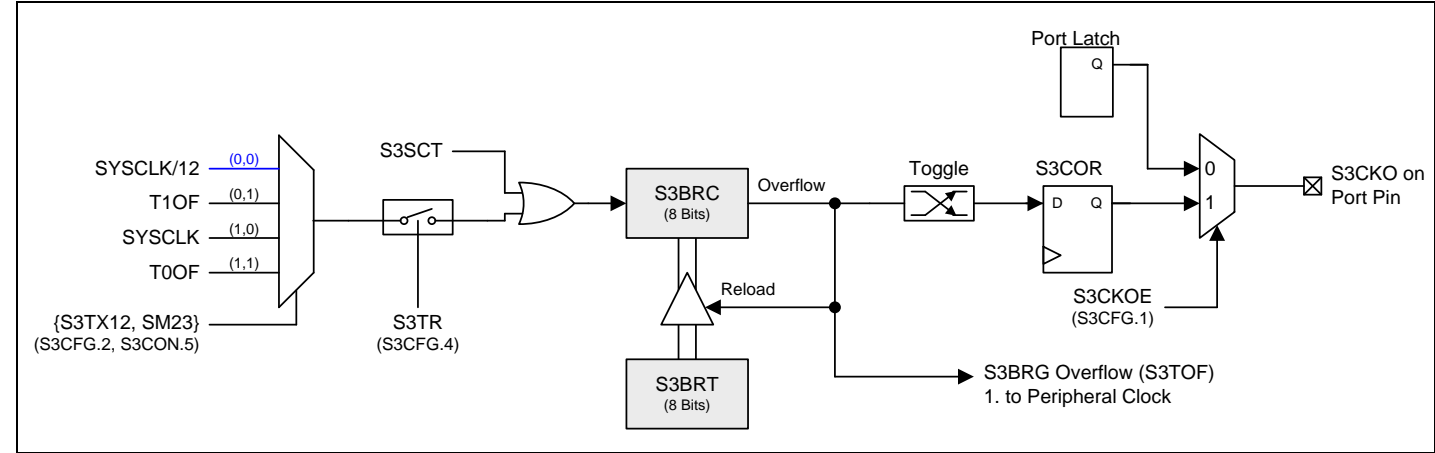 Port Latch
Q
SYSCLK/12
(0,0)
T1OF
(0,1)
SYSCLK
(1,0)
T0OF
(1,1)
{S3TX12, SM23}
(S3CFG.2, S3CON.5)
S3SCT
S3TR
(S3CFG.4)
S3BRC
(8 Bits)
Overflow
Reload
S3BRT
(8 Bits)
Toggle
S3COR
D
Q
0
1
S3CKO on
Port Pin
S3CKOE
(S3CFG.1)
S3BRG Overflow (S3TOF)
1. to Peripheral Clock